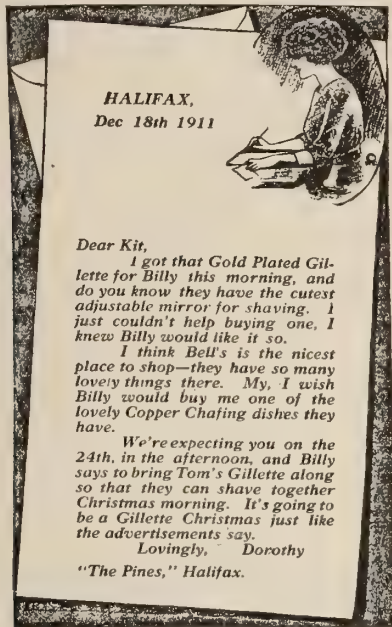 HALIFAX,
Dec 18th 1911
Dear Kit,
I got that Gold Plated Gil-
lette for Billy this morning, and
do you know they have the cutest
adjustable mirror for shaving. I
just couldn't help buying one, I
knew Billy would like it so.
I think Bell's is the nicest
place to shop—they have so many
lovely things there. My, I wish
Billy would buy me one of the
lovely Copper Chafing dishes they
have.
We're expecting you on the
24th, in the afternoon, and Billy
says to bring Tom's Gillette along
so that they can shave together
Christmas morning. It's going to
be a Gillette Christmas just like
the advertisements say.
Lovingly, Dorothy
"The Pines," Halifax.